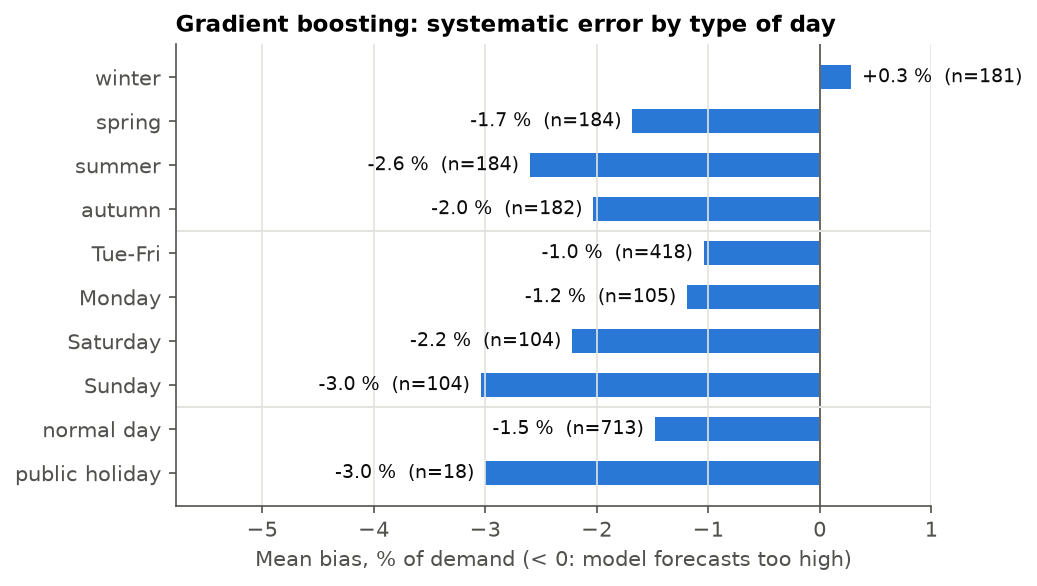 Gradient boosting: systematic error by type of day
winter +0.3 % (n=181)
spring -1.7 % (n=184)
summer -2.6 % (n=184)
autumn -2.0 % (n=182)
Tue-Fri -1.0 % (n=418)
Monday -1.2 % (n=105)
Saturday -2.2 % (n=104)
Sunday -3.0 % (n=104)
normal day -1.5 % (n=713)
public holiday -3.0 % (n=18)
−5 −4 −3 −2 −1 0 1
Mean bias, % of demand (< 0: model forecasts too high)